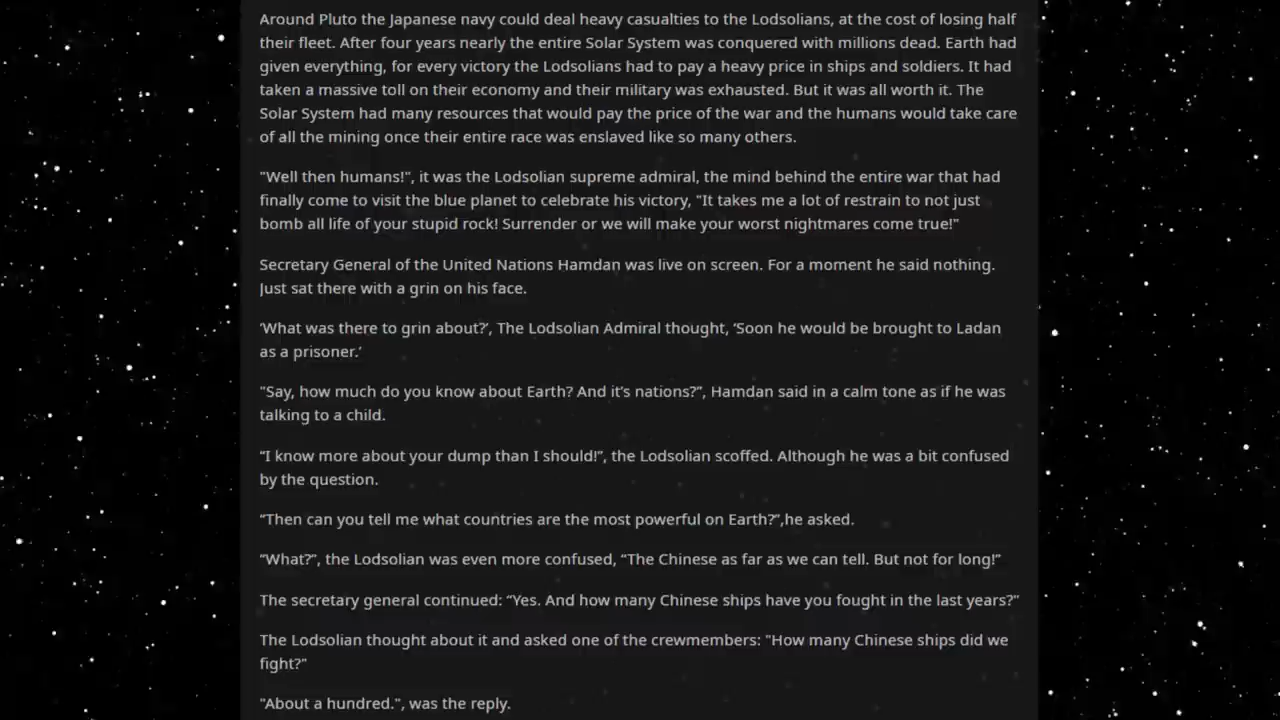 Around Pluto the Japanese navy could deal heavy casualties to the Lodsolians, at the cost of losing half
their fleet. After four years nearly the entire Solar System was conquered with millions dead. Earth had
given everything, for every victory the Lodsolians had to pay a heavy price in ships and soldiers. It had
taken a massive toll on their economy and their military was exhausted. But it was all worth it. The
Solar System had many resources that would pay the price of the war and the humans would take care
of all the mining once their entire race was enslaved like so many others.
"Well then humans!", it was the Lodsolian supreme admiral, the mind behind the entire war that had
finally come to visit the blue planet to celebrate his victory, "It takes me a lot of restrain to not just
bomb all life of your stupid rock! Surrender or we will make your worst nightmares come true!"
Secretary General of the United Nations Hamdan was live on screen. For a moment he said nothing.
Just sat there with a grin on his face.
‘What was there to grin about?’, The Lodsolian Admiral thought, ‘Soon he would be brought to Ladan
as a prisoner.’
"Say, how much do you know about Earth? And it’s nations?”, Hamdan said in a calm tone as if he was
talking to a child.
“I know more about your dump than I should!”, the Lodsolian scoffed. Although he was a bit confused
by the question.
“Then can you tell me what countries are the most powerful on Earth?”,he asked.
“What?”, the Lodsolian was even more confused, “The Chinese as far as we can tell. But not for long!”
The secretary general continued: “Yes. And how many Chinese ships have you fought in the last years?”
The Lodsolian thought about it and asked one of the crewmembers: "How many Chinese ships did we
fight?"
"About a hundred.", was the reply.